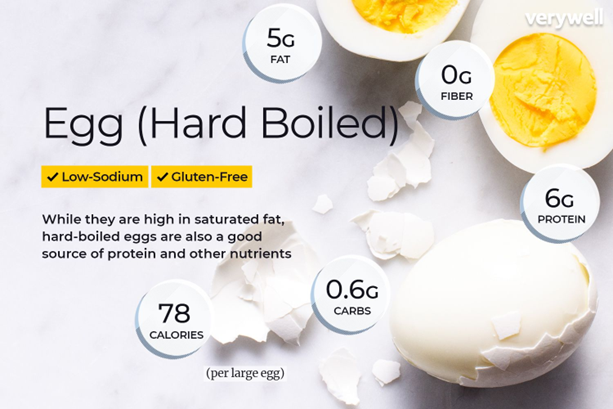 verywell
5G
FAT
0G
FIBER
Egg (Hard Boiled)
Low-Sodium Gluten-Free
6G
PROTEIN
While they are high in saturated fat,
hard-boiled eggs are also a good
source of protein and other nutrients
0.6G
CARBS
78
CALORIES
(per large egg)